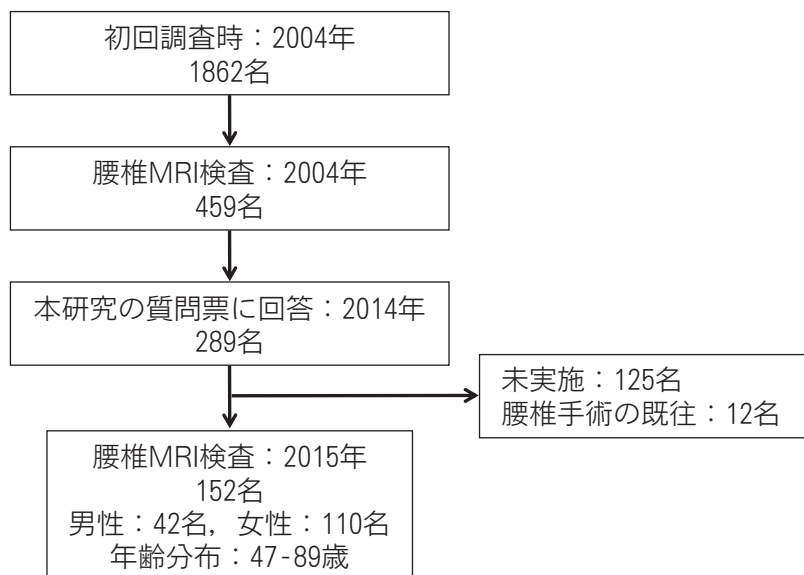 初回調査時：2004年
1862名
腰椎MRI検査：2004年
459名
本研究の質問票に回答：2014年
289名
未実施：125名
腰椎手術の既往：12名
腰椎MRI検査：2015年
152名
男性：42名，女性：110名
年齢分布：47-89歳